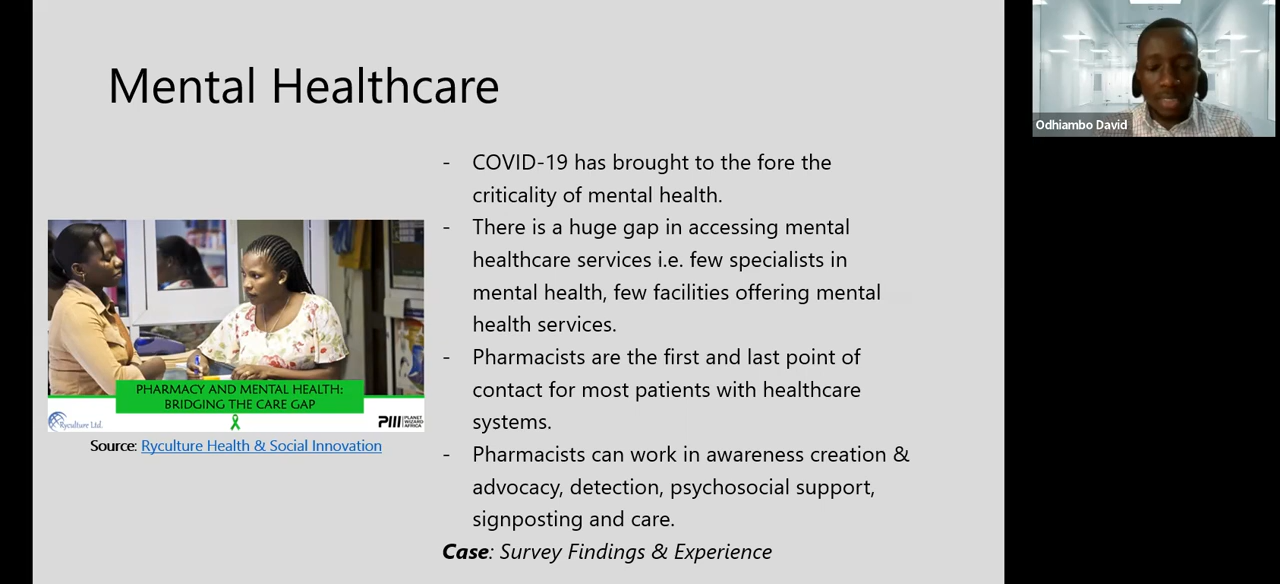 Mental Healthcare
Odhiambo David
- COVID-19 has brought to the fore the
criticality of mental health.
- There is a huge gap in accessing mental
healthcare services i.e. few specialists in
mental health, few facilities offering mental
health services.
- Pharmacists are the first and last point of
contact for most patients with healthcare
systems.
- Pharmacists can work in awareness creation &
advocacy, detection, psychosocial support,
signposting and care.
Case: Survey Findings & Experience
PHARMACY AND MENTAL HEALTH:
BRIDGING THE CARE GAP
Ryculture Ltd.
PLANET
WIZARD
AFRICA
Source: Ryculture Health & Social Innovation